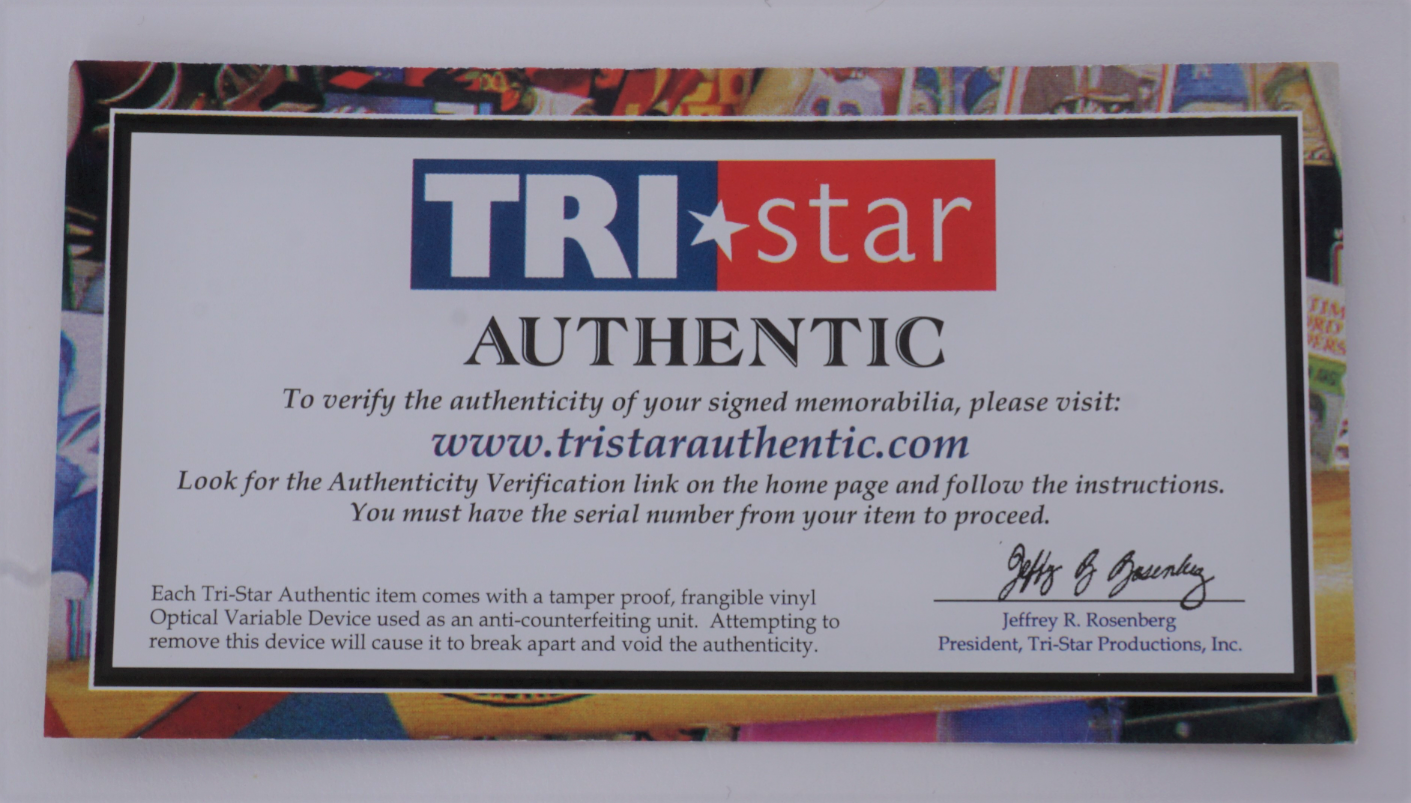 TRI★star
AUTHENTIC
To verify the authenticity of your signed memorabilia, please visit:
www.tristarauthentic.com
Look for the Authenticity Verification link on the home page and follow the instructions.
You must have the serial number from your item to proceed.
Each Tri-Star Authentic item comes with a tamper proof, frangible vinyl
Optical Variable Device used as an anti-counterfeiting unit.  Attempting to
remove this device will cause it to break apart and void the authenticity.
Jeffrey R. Rosenberg
President, Tri-Star Productions, Inc.